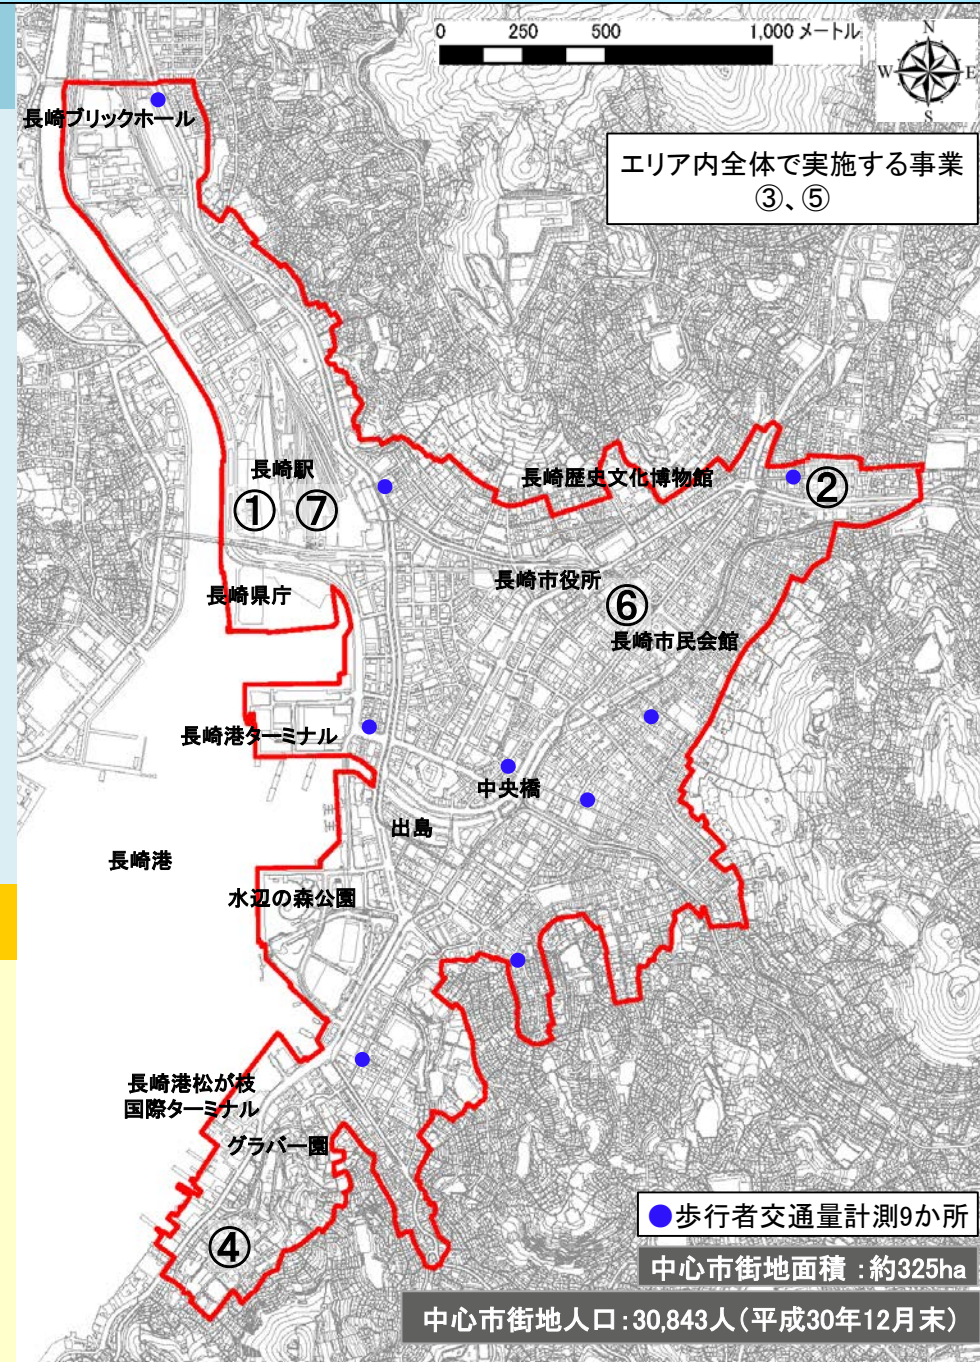 0 250 500 1,000 メートル
N
W E
S
エリア内全体で実施する事業
③、⑤
長崎ブリックホール
長崎駅
① ⑦
長崎歴史文化博物館
②
長崎市役所
⑥
長崎県庁
長崎市民会館
長崎港ターミナル
中央橋
出島
長崎港
水辺の森公園
長崎港松が枝
国際ターミナル
グラバー園
④
●歩行者交通量計測9か所
中心市街地面積：約325ha
中心市街地人口：30,843人（平成30年12月末）